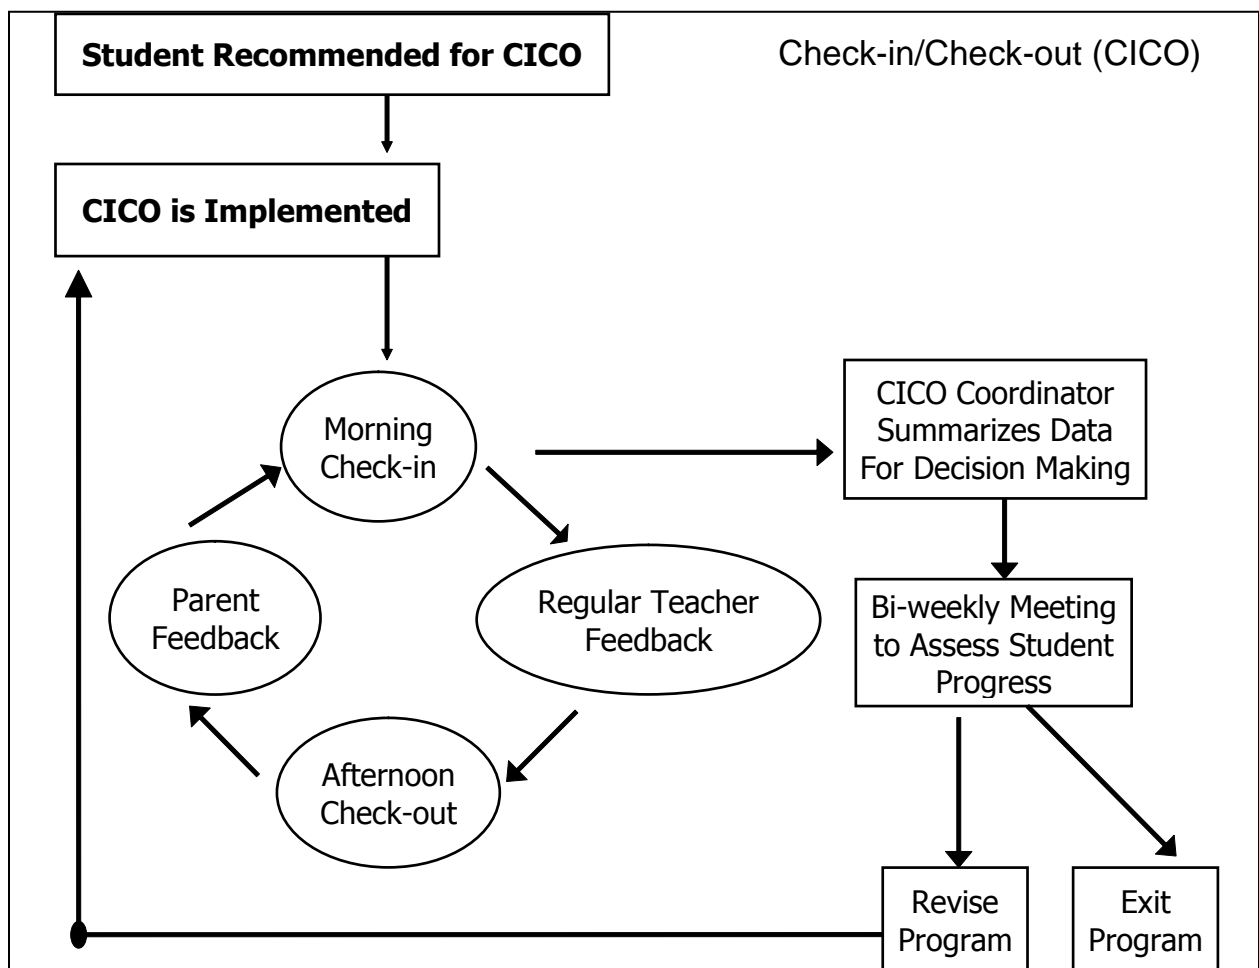 Student Recommended for CICO
Check-in/Check-out (CICO)
CICO is Implemented
Morning
Check-in
CICO Coordinator
Summarizes Data
For Decision Making
Parent
Feedback
Regular Teacher
Feedback
Bi-weekly Meeting
to Assess Student
Progress
Afternoon
Check-out
Revise
Program
Exit
Program